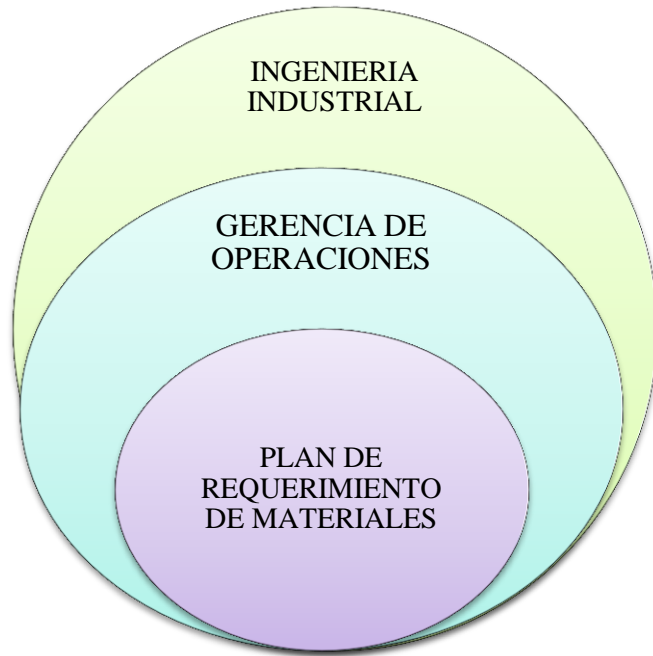 INGENIERIA
INDUSTRIAL
GERENCIA DE
OPERACIONES
PLAN DE
REQUERIMIENTO
DE MATERIALES